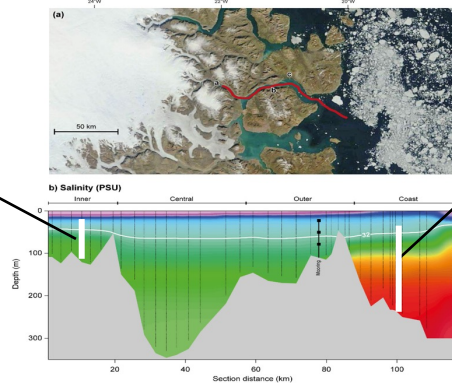 24°W 22°W 20°W
(a)
a
b
c
50 km
b) Salinity (PSU)
Inner Central Outer Coast
0
100
200
300
Depth (m)
Mooring
32
20 40 60 80 100
Section distance (km)